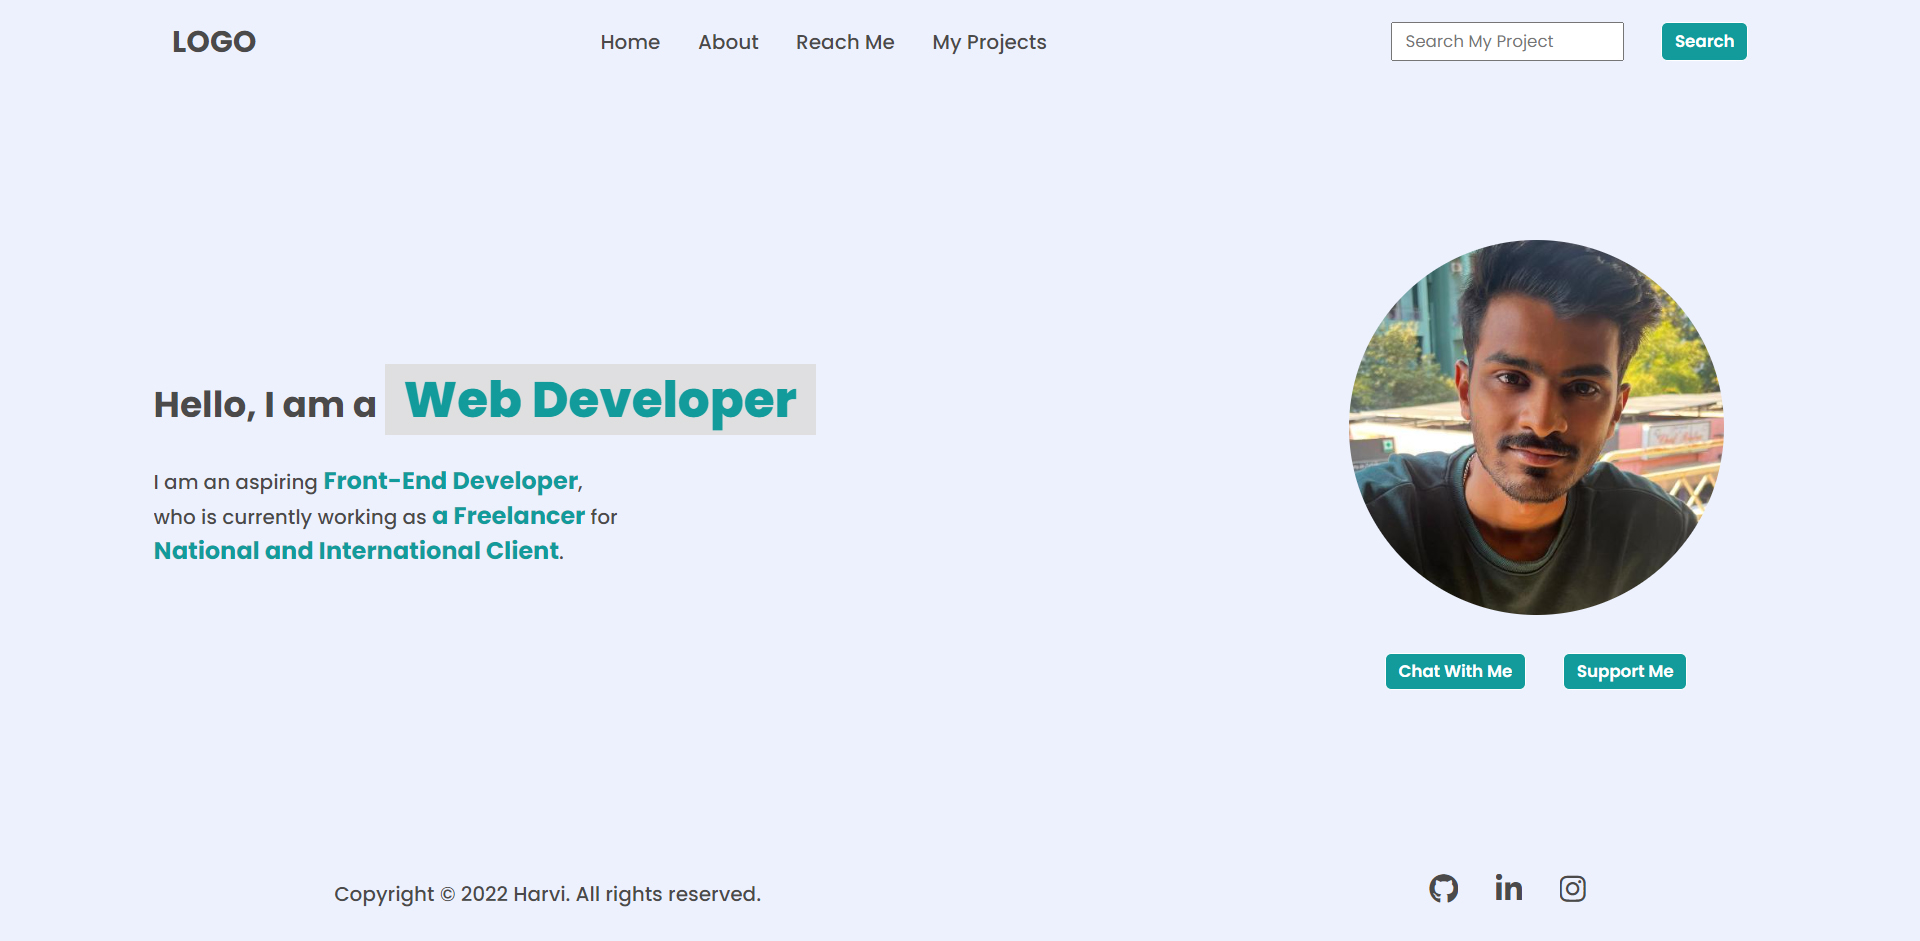 LOGO
Home About Reach Me My Projects
Search My Project Search
Hello, I am a Web Developer
I am an aspiring Front-End Developer,
who is currently working as a Freelancer for
National and International Client.
Chat With Me Support Me
Copyright © 2022 Harvi. All rights reserved.
in